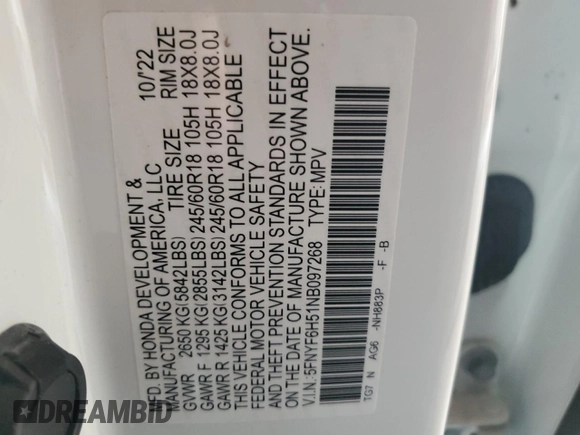 MFD. BY HONDA DEVELOPMENT & 10/22
MANUFACTURING OF AMERICA, LLC
TIRE SIZE RIM SIZE
GVWR 2650 KG(5842LBS)
GAWR F 1295 KG(2855LBS) 245/60R18 105H 18X8.0J
GAWR R 1425 KG(3142LBS) 245/60R18 105H 18X8.0J
THIS VEHICLE CONFORMS TO ALL APPLICABLE
FEDERAL MOTOR VEHICLE SAFETY
AND THEFT PREVENTION STANDARDS IN EFFECT
ON THE DATE OF MANUFACTURE SHOWN ABOVE.
V.I.N.: 5FNYF6H51NB097268 TYPE: MPV
TG7 N AG6 -NH883P -F -B
DREAMBID